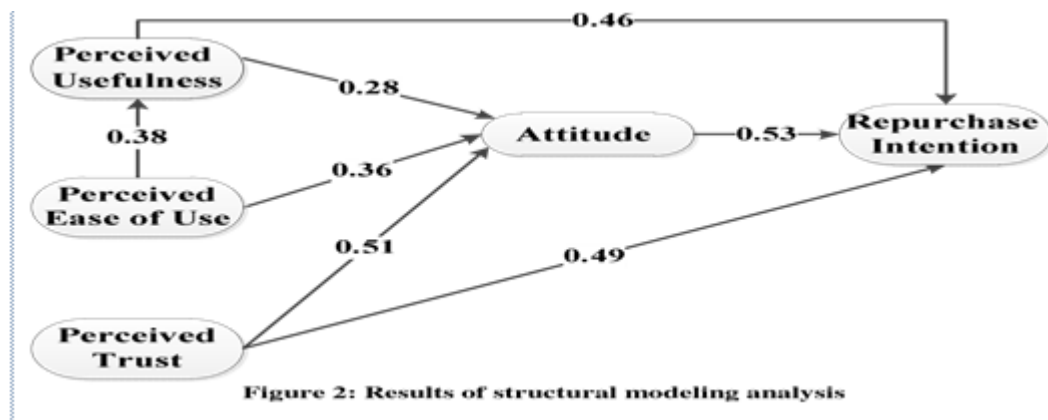 0.46
Perceived
Usefulness
0.28
0.38
Attitude
0.53
Repurchase
Intention
0.36
Perceived
Ease of Use
0.51
0.49
Perceived
Trust
Figure 2: Results of structural modeling analysis